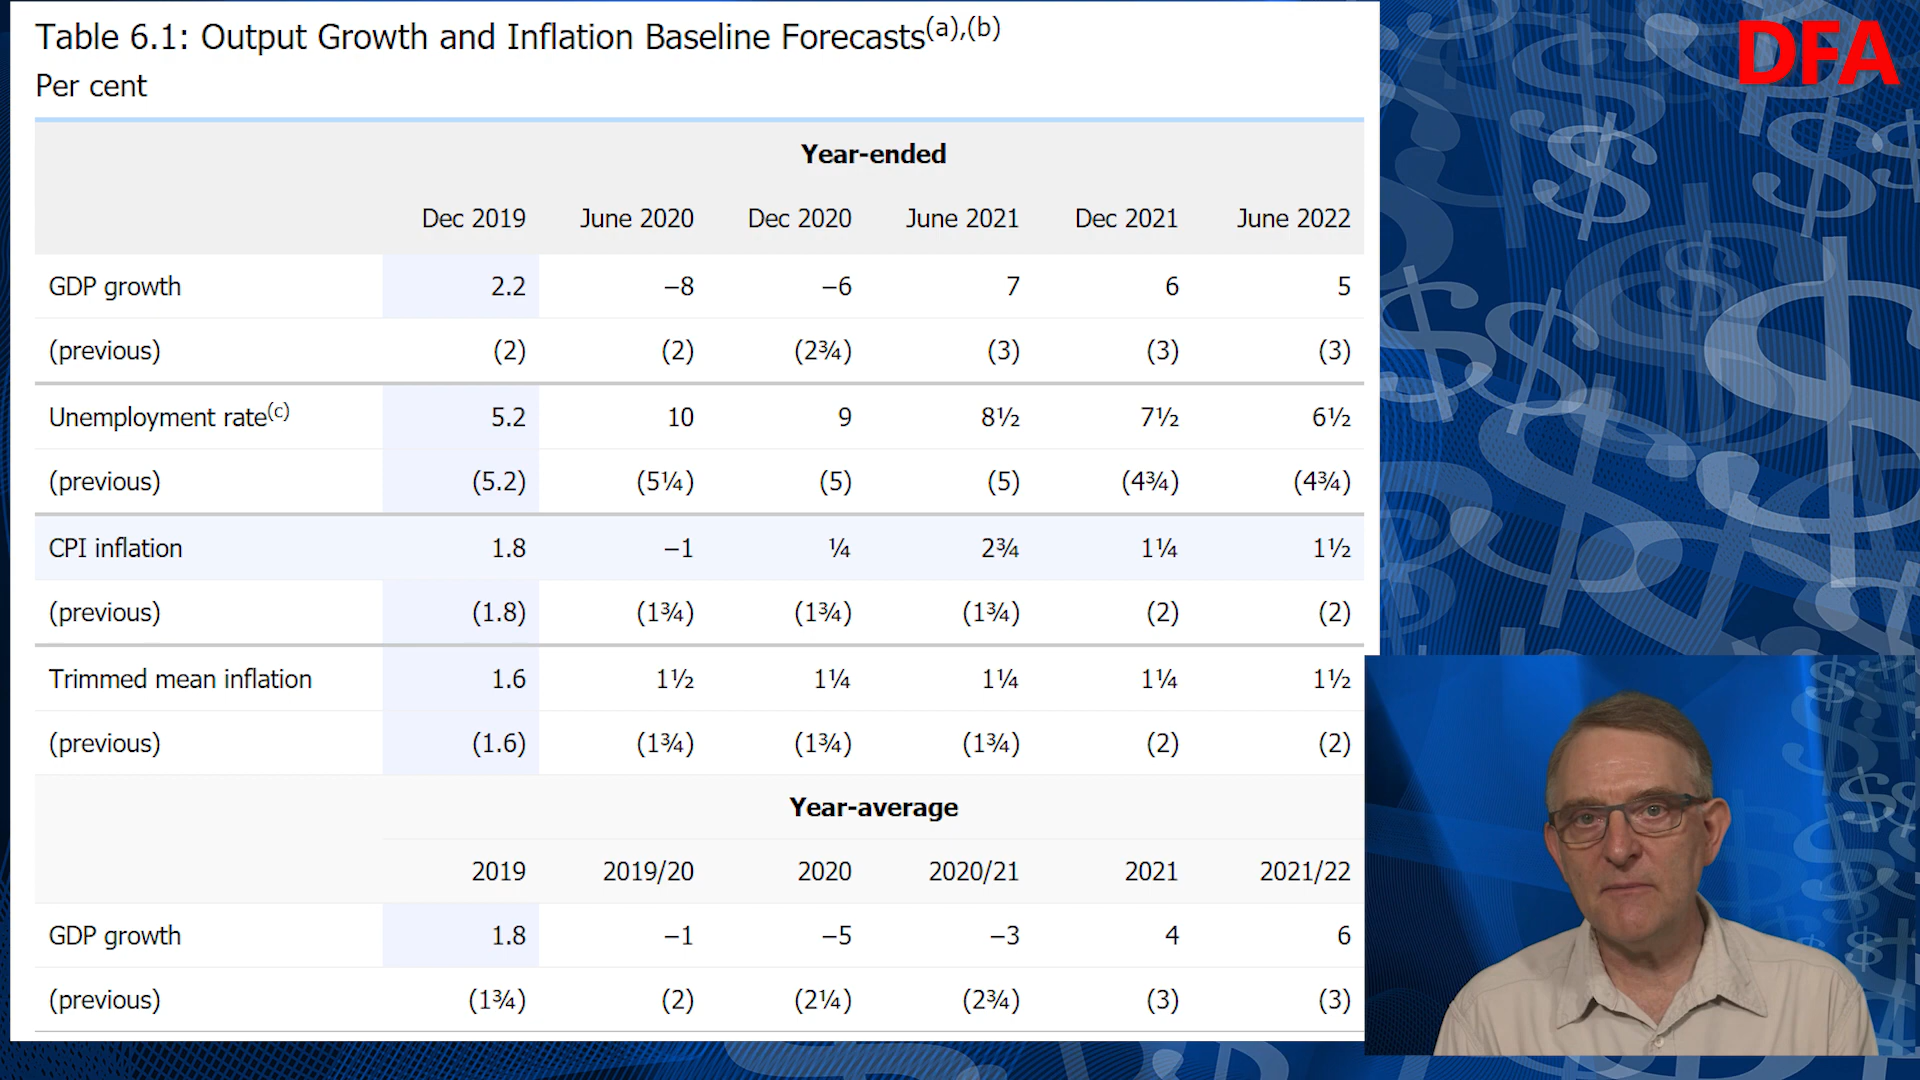 Table 6.1: Output Growth and Inflation Baseline Forecasts(a),(b)
DFA
Per cent
Year-ended
Dec 2019 June 2020 Dec 2020 June 2021 Dec 2021 June 2022
GDP growth 2.2 −8 −6 7 6 5
(previous) (2) (2) (2¾) (3) (3) (3)
Unemployment rate(c) 5.2 10 9 8½ 7½ 6½
(previous) (5.2) (5¼) (5) (5) (4¾) (4¾)
CPI inflation 1.8 −1 ¼ 2¾ 1¼ 1½
(previous) (1.8) (1¾) (1¾) (1¾) (2) (2)
Trimmed mean inflation 1.6 1½ 1¼ 1¼ 1¼ 1½
(previous) (1.6) (1¾) (1¾) (1¾) (2) (2)
Year-average
2019 2019/20 2020 2020/21 2021 2021/22
GDP growth 1.8 −1 −5 −3 4 6
(previous) (1¾) (2) (2¼) (2¾) (3) (3)